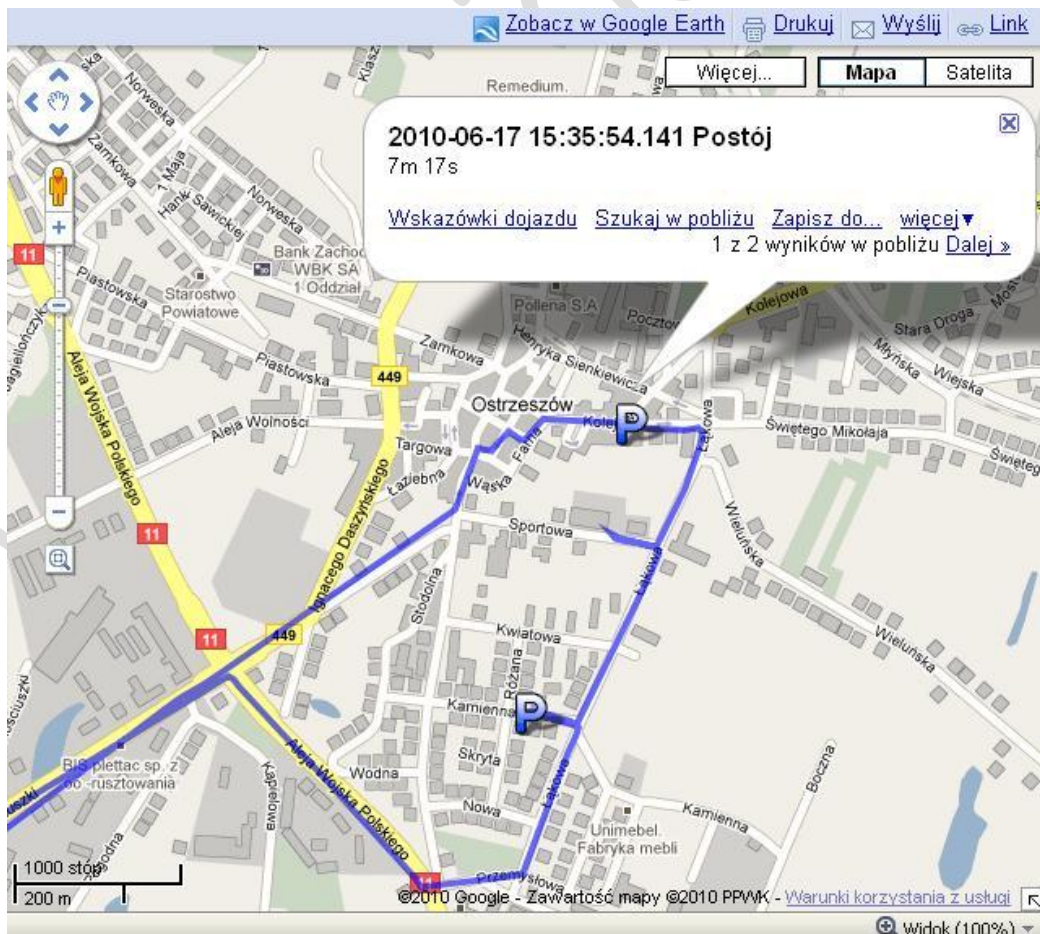 Zobacz w Google Earth Drukuj Wyślij Link
Więcej... Mapa Satelita
Remedium.
Norweska
Zamkowa
1 Maja
Hanki Sawickiej
Norweska
2010-06-17 15:35:54.141 Postój
7m 17s
Wskazówki dojazdu Szukaj w pobliżu Zapisz do... więcej▼
1 z 2 wyników w pobliżu Dalej »
11
Bank Zachod
WBK SA
1 Oddział
Piastowska
Starostwo
Powiatowe
Pollena S.A
Kolejowa
Stara Droga
Zamkowa
Henryka Sienkiewicza
Młyńska
Wiejska
Piastowska
449
Aleja Wojska Polskiego
Ostrzeszów
Aleja Wolności
Targowa
Farna
Łąkowa
Świętego Mikołaja
Łaziebna
Wąska
Sportowa
Ignacego Daszyńskiego
11
Wieluńska
Łąkowa
Stodolna
Kwiatowa
11
449
Wieluńska
Różana
Kamienna
P
P
BIS plettac sp. z
oo -rusztowania
Skryta
Aleja Wojska Polskiego
Wodna
Kąpielowa
Nowa
Łąkowa
Boczna
Kamienna
Unimebel.
Fabryka mebli
Przemysłowa
11
1000 stóp
200 m
©2010 Google - Zawartość mapy ©2010 PPWK - Warunki korzystania z usługi
Widok (100%)